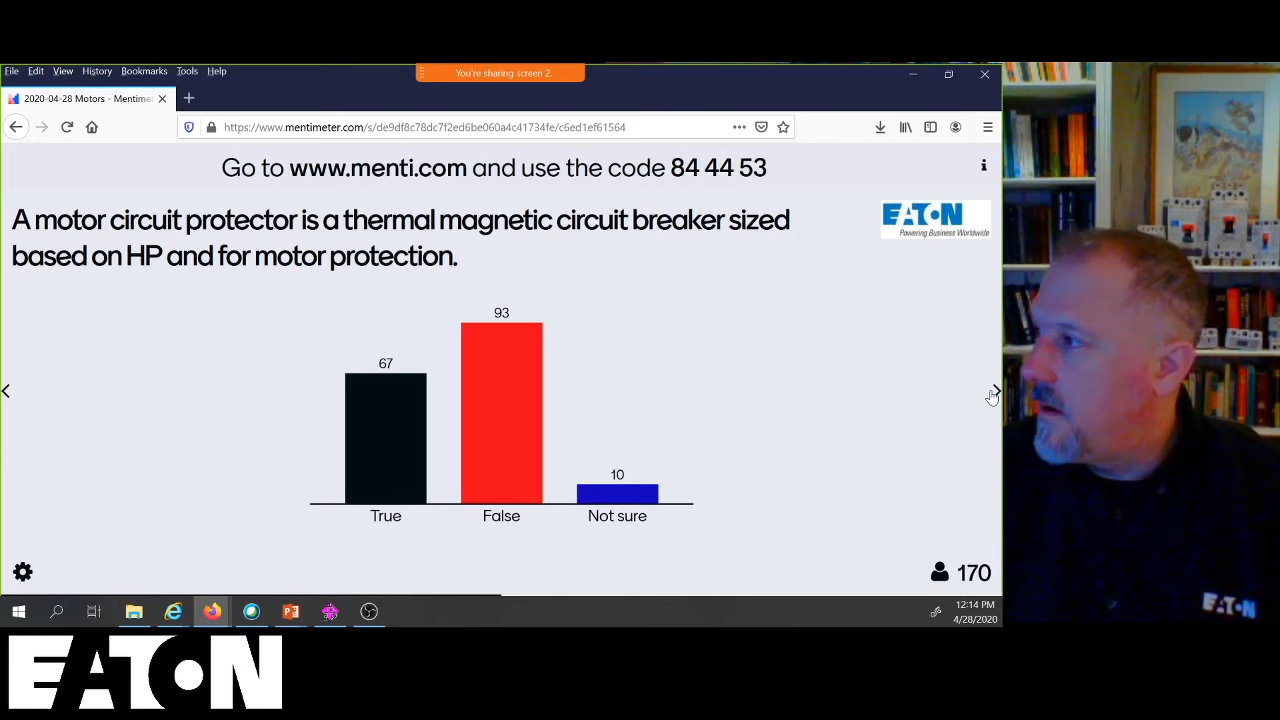 File Edit View History Bookmarks Tools Help
You're sharing screen 2.
2020-04-28 Motors - Mentimet
https://www.mentimeter.com/s/de9df8c78dc7f2ed6be060a4c41734fe/c6ed1ef61564
Go to www.menti.com and use the code 84 44 53
A motor circuit protector is a thermal magnetic circuit breaker sized
based on HP and for motor protection.
EATON
Powering Business Worldwide
93
67
10
True False Not sure
170
12:14 PM
4/28/2020
EATON
EATON